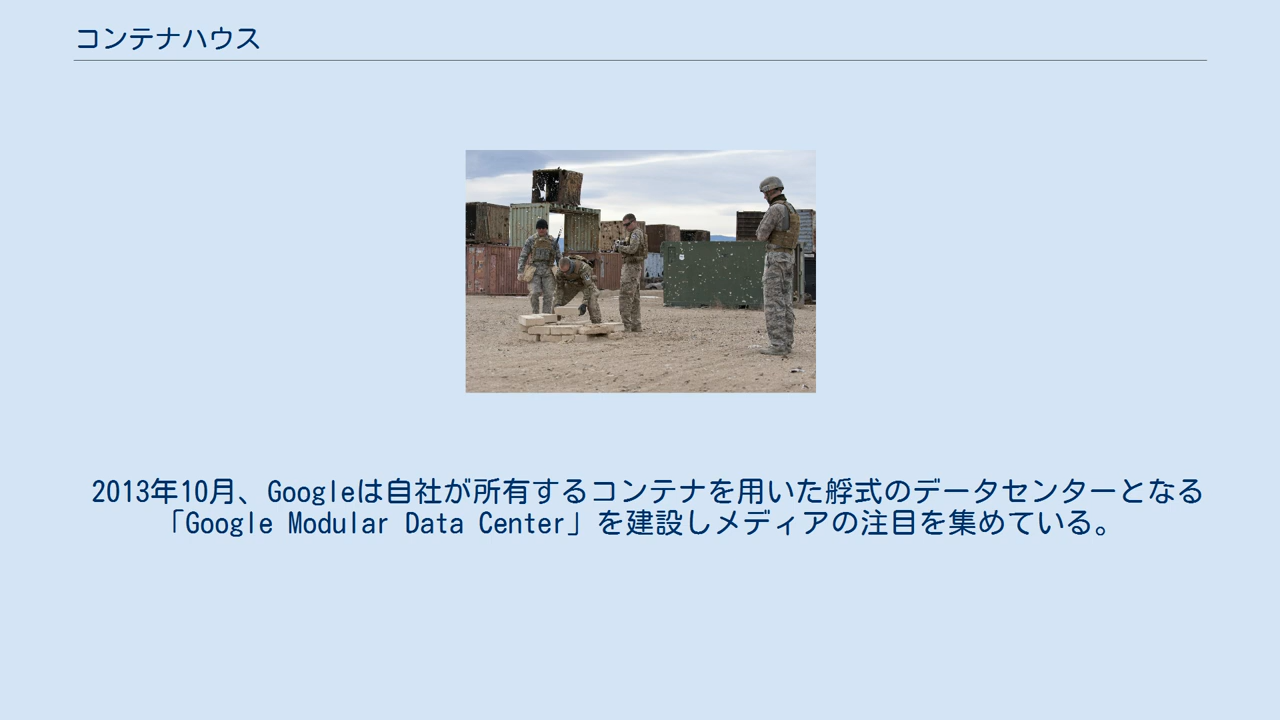 コンテナハウス
2013年10月、Googleは自社が所有するコンテナを用いた艀式のデータセンターとなる
「Google Modular Data Center」を建設しメディアの注目を集めている。